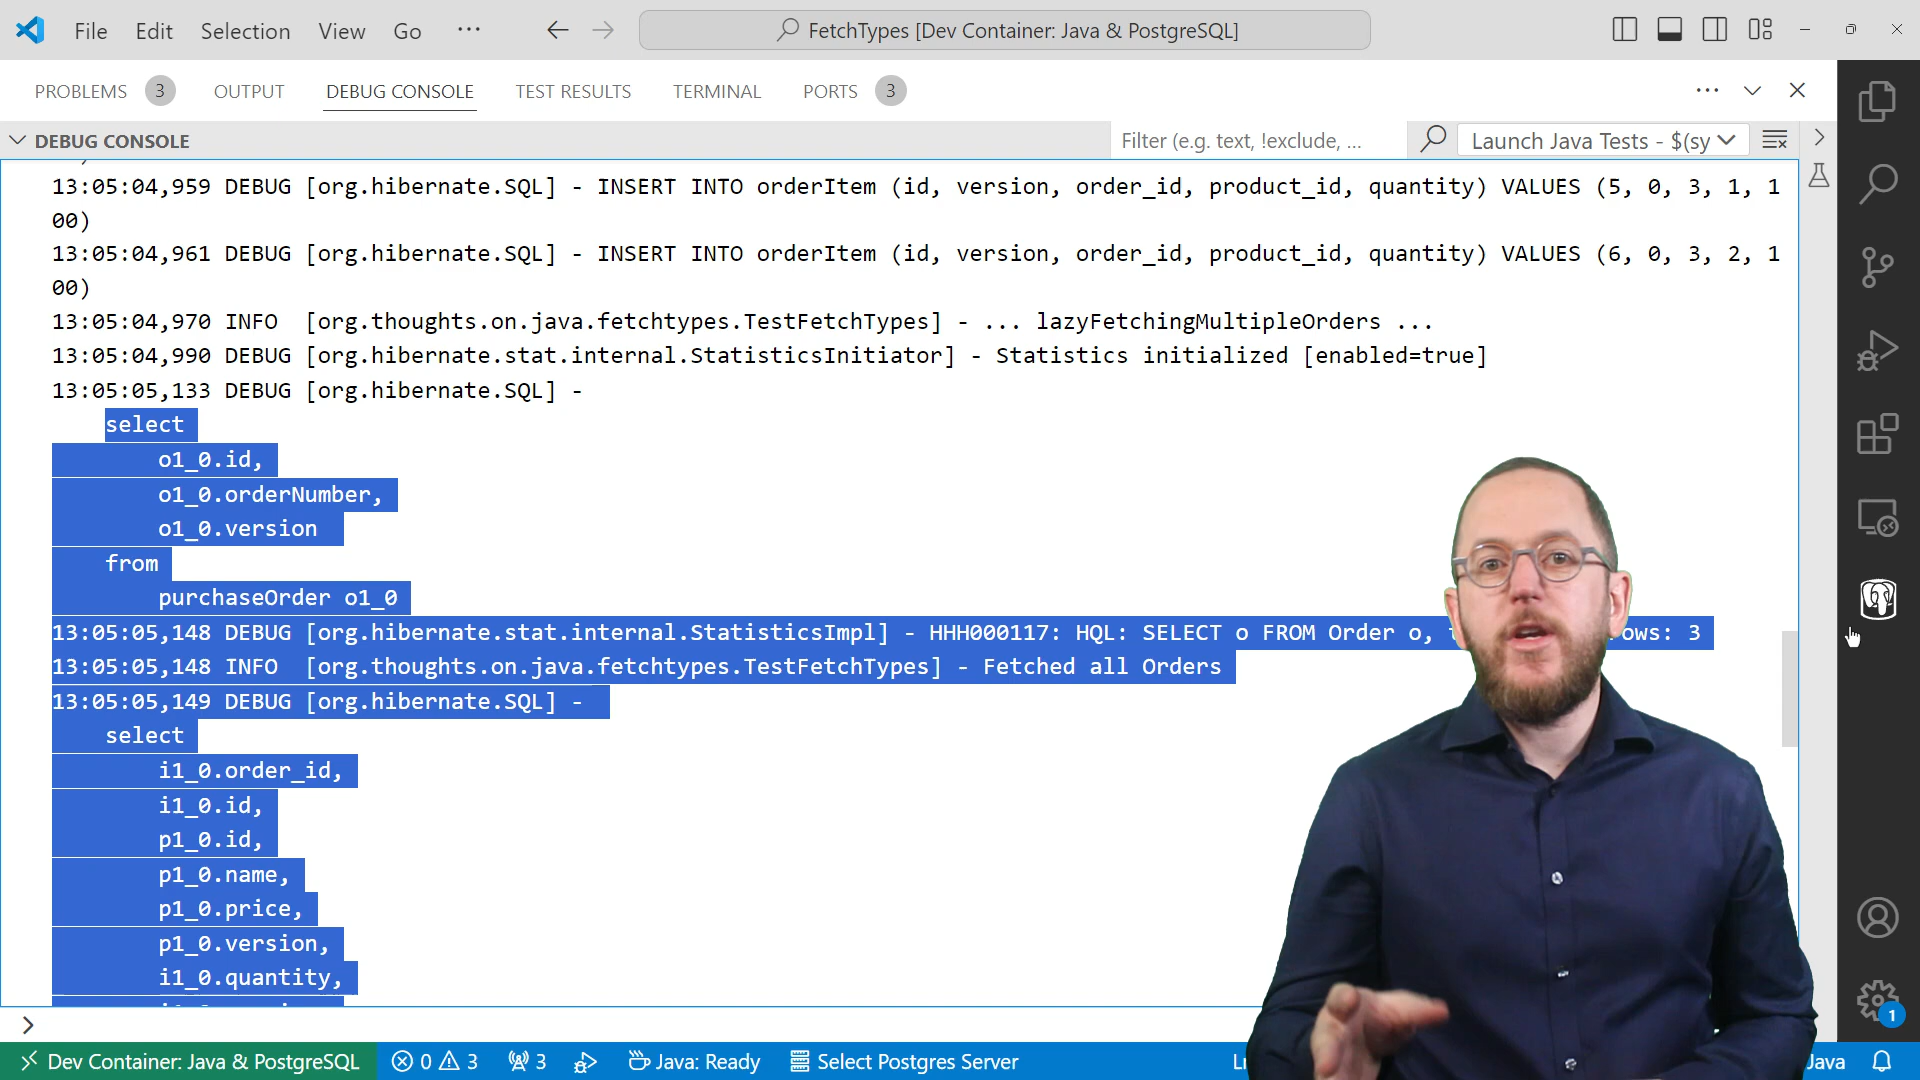 File Edit Selection View Go ···
FetchTypes [Dev Container: Java & PostgreSQL]
PROBLEMS 3 OUTPUT DEBUG CONSOLE TEST RESULTS TERMINAL PORTS 3
DEBUG CONSOLE
Filter (e.g. text, !exclude, ...
Launch Java Tests - $(sy
13:05:04,959 DEBUG [org.hibernate.SQL] - INSERT INTO orderItem (id, version, order_id, product_id, quantity) VALUES (5, 0, 3, 1, 1
00)
13:05:04,961 DEBUG [org.hibernate.SQL] - INSERT INTO orderItem (id, version, order_id, product_id, quantity) VALUES (6, 0, 3, 2, 1
00)
13:05:04,970 INFO  [org.thoughts.on.java.fetchtypes.TestFetchTypes] - ... lazyFetchingMultipleOrders ...
13:05:04,990 DEBUG [org.hibernate.stat.internal.StatisticsInitiator] - Statistics initialized [enabled=true]
13:05:05,133 DEBUG [org.hibernate.SQL] -
select
o1_0.id,
o1_0.orderNumber,
o1_0.version
from
purchaseOrder o1_0
13:05:05,148 DEBUG [org.hibernate.stat.internal.StatisticsImpl] - HHH000117: HQL: SELECT o FROM Order o, ows: 3
13:05:05,148 INFO  [org.thoughts.on.java.fetchtypes.TestFetchTypes] - Fetched all Orders
13:05:05,149 DEBUG [org.hibernate.SQL] -
select
i1_0.order_id,
i1_0.id,
p1_0.id,
p1_0.name,
p1_0.price,
p1_0.version,
i1_0.quantity,
1
Dev Container: Java & PostgreSQL 0 3 3 Java: Ready Select Postgres Server Java